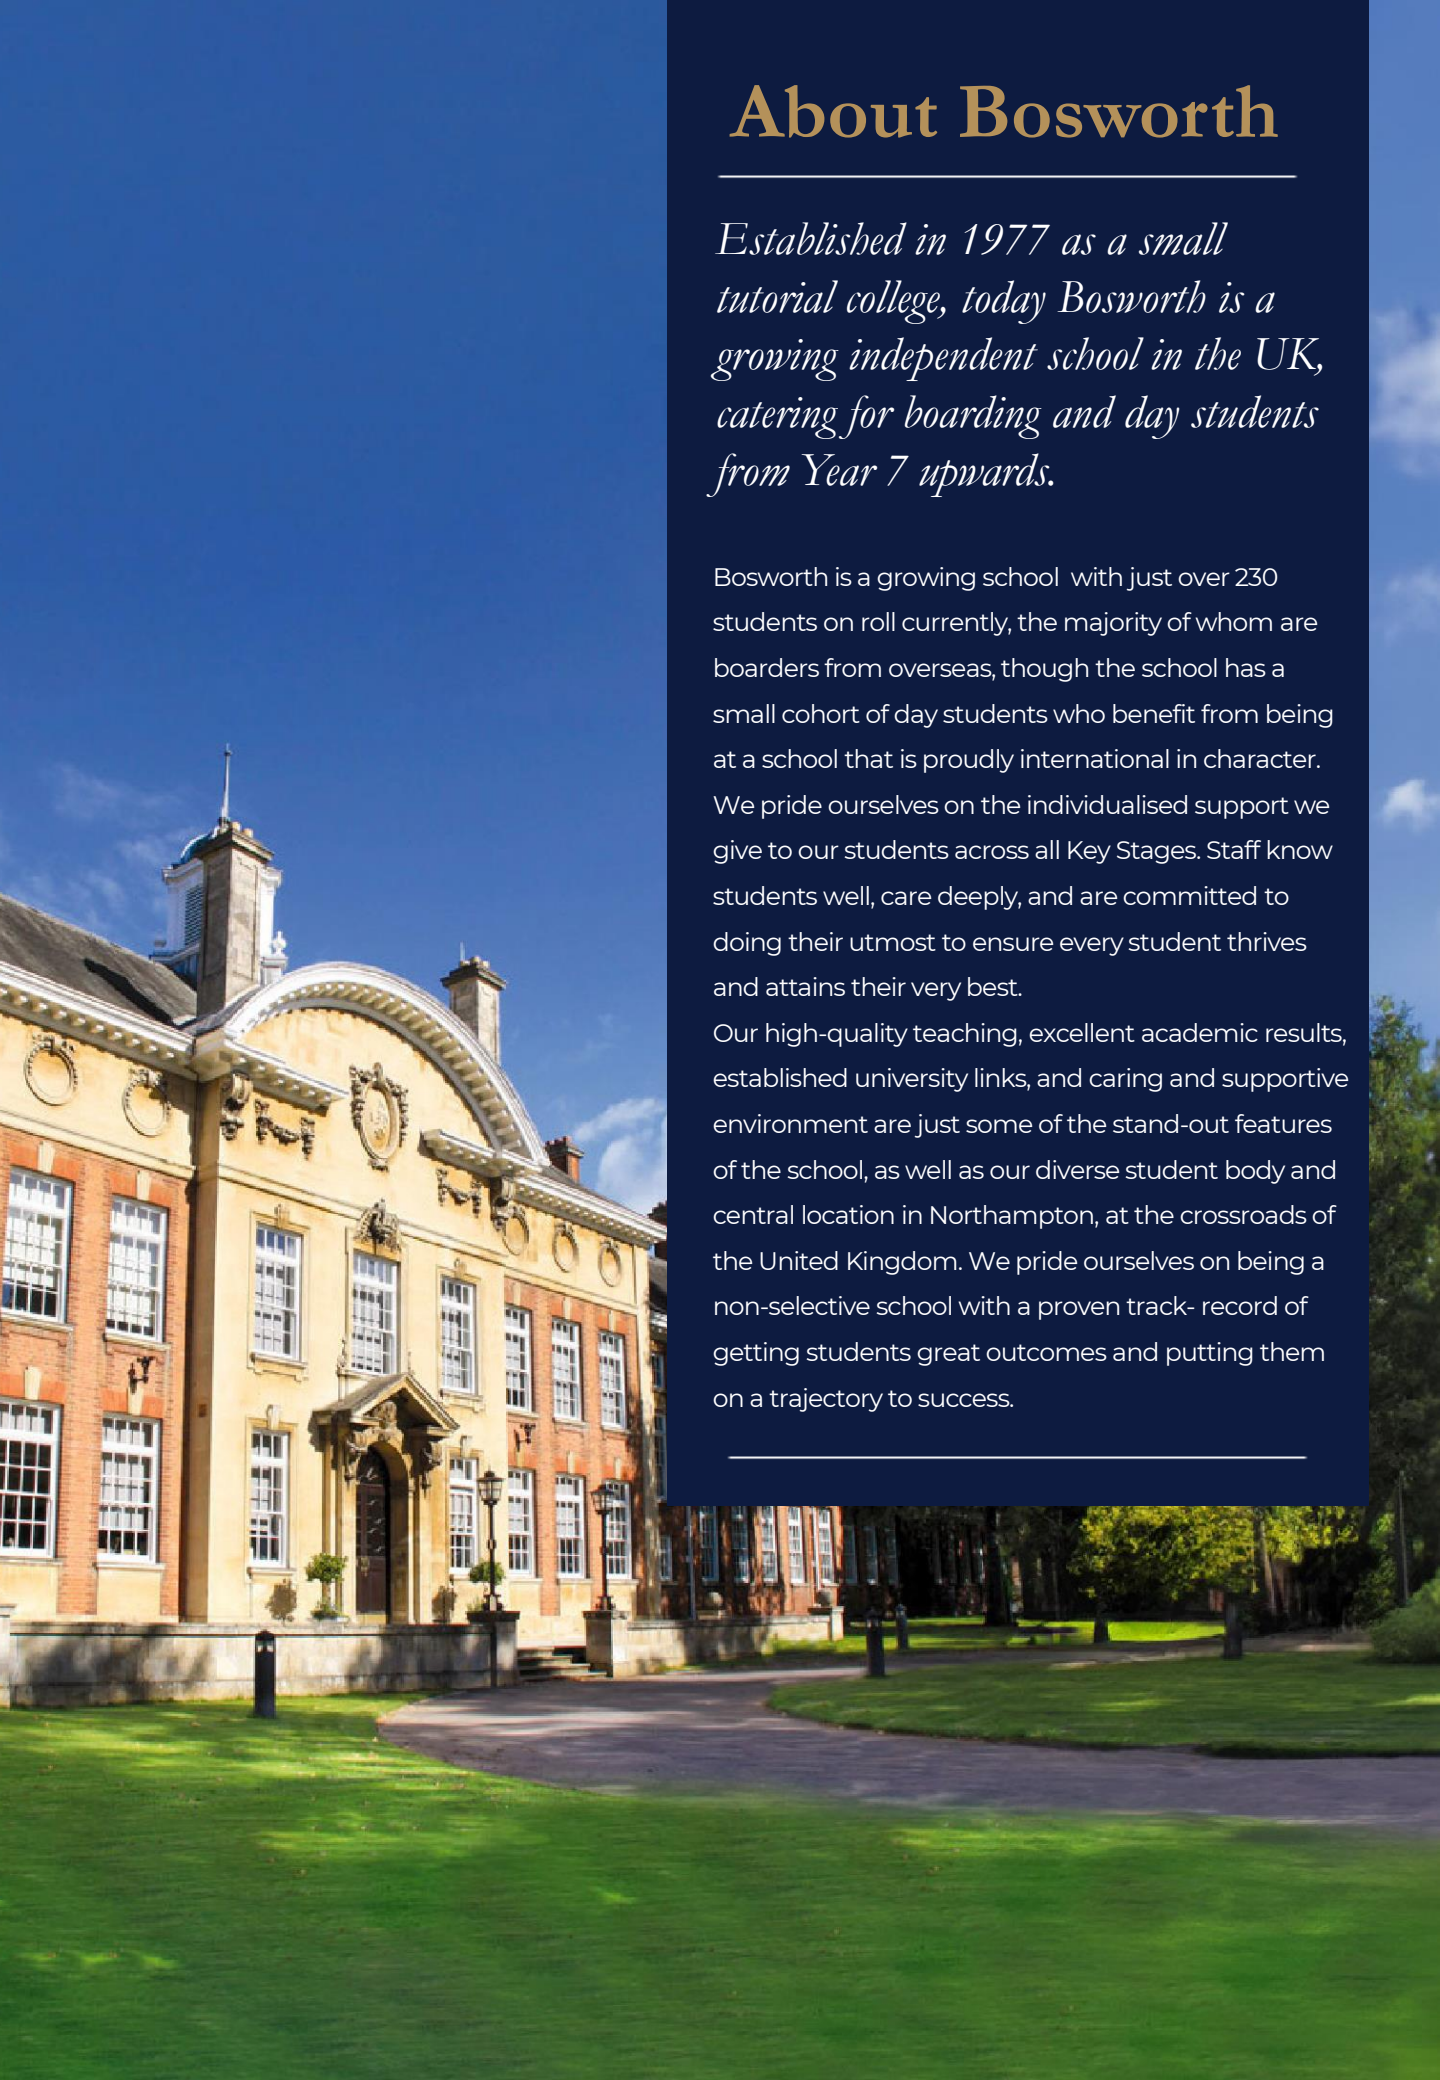 About Bosworth
Established in 1977 as a small
tutorial college, today Bosworth is a
growing independent school in the UK,
catering for boarding and day students
from Year 7 upwards.
Bosworth is a growing school  with just over 230
students on roll currently, the majority of whom are
boarders from overseas, though the school has a
small cohort of day students who benefit from being
at a school that is proudly international in character.
We pride ourselves on the individualised support we
give to our students across all Key Stages. Staff know
students well, care deeply, and are committed to
doing their utmost to ensure every student thrives
and attains their very best.
Our high-quality teaching, excellent academic results,
established university links, and caring and supportive
environment are just some of the stand-out features
of the school, as well as our diverse student body and
central location in Northampton, at the crossroads of
the United Kingdom. We pride ourselves on being a
non-selective school with a proven track- record of
getting students great outcomes and putting them
on a trajectory to success.